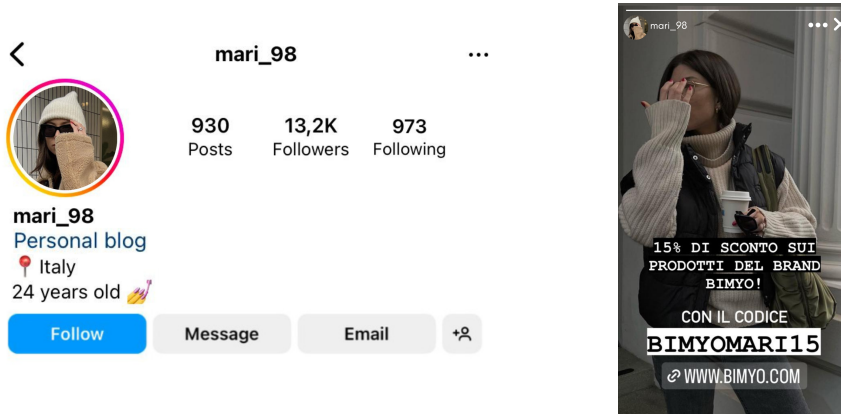 mari_98
930
13,2K
973
Posts
Followers
Following
mari_98
Personal blog
Italy
24 years old
Follow
Message
Email
mari_98
15% DI SCONTO SUI
PRODOTTI DEL BRAND
BIMYO!
CON IL CODICE
BIMYOMARI15
WWW.BIMYO.COM